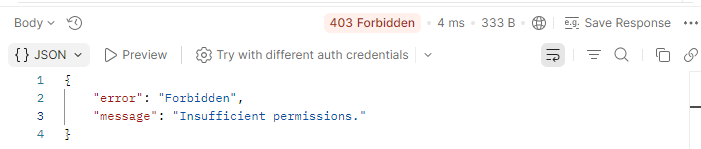 Body 403 Forbidden • 4 ms • 333 B • e.g. Save Response
{} JSON Preview Try with different auth credentials
1 {
2 "error": "Forbidden",
3 "message": "Insufficient permissions."
4 }